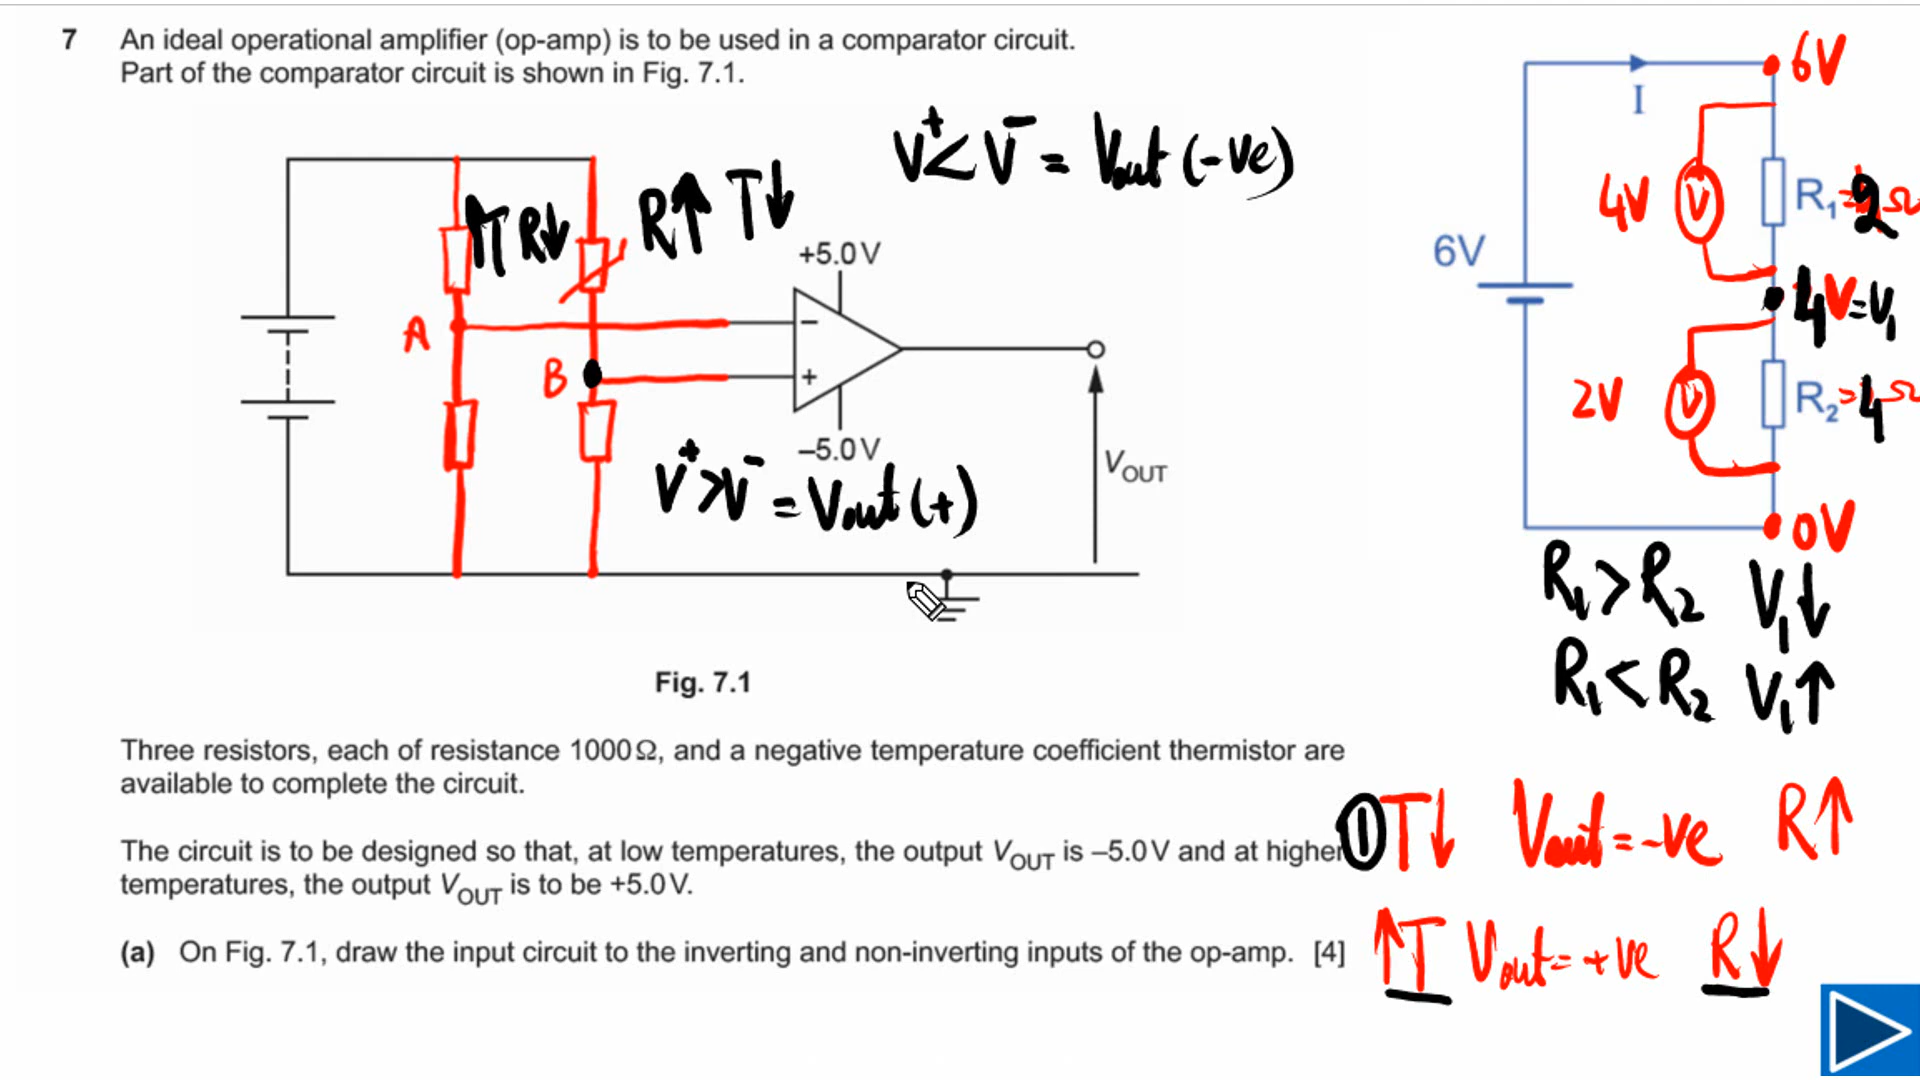 7 An ideal operational amplifier (op-amp) is to be used in a comparator circuit.
Part of the comparator circuit is shown in Fig. 7.1.
V⁺ < V⁻ = Vout (-ve)
↑T R↓
R↑ T↓
+5.0 V
A
B
−
+
–5.0 V
V⁺ > V⁻ = Vout (+)
VOUT
Fig. 7.1
6V
I
4V
V
R₁ = 2Ω
6V
4V = V₁
2V
V
R₂ = 4Ω
0V
R₁ > R₂ V₁↓
R₁ < R₂ V₁↑
Three resistors, each of resistance 1000 Ω, and a negative temperature coefficient thermistor are
available to complete the circuit.
The circuit is to be designed so that, at low temperatures, the output VOUT is –5.0 V and at higher
temperatures, the output VOUT is to be +5.0 V.
① T↓ Vout = -ve R↑
(a) On Fig. 7.1, draw the input circuit to the inverting and non-inverting inputs of the op-amp. [4]
↑T Vout = +ve R↓